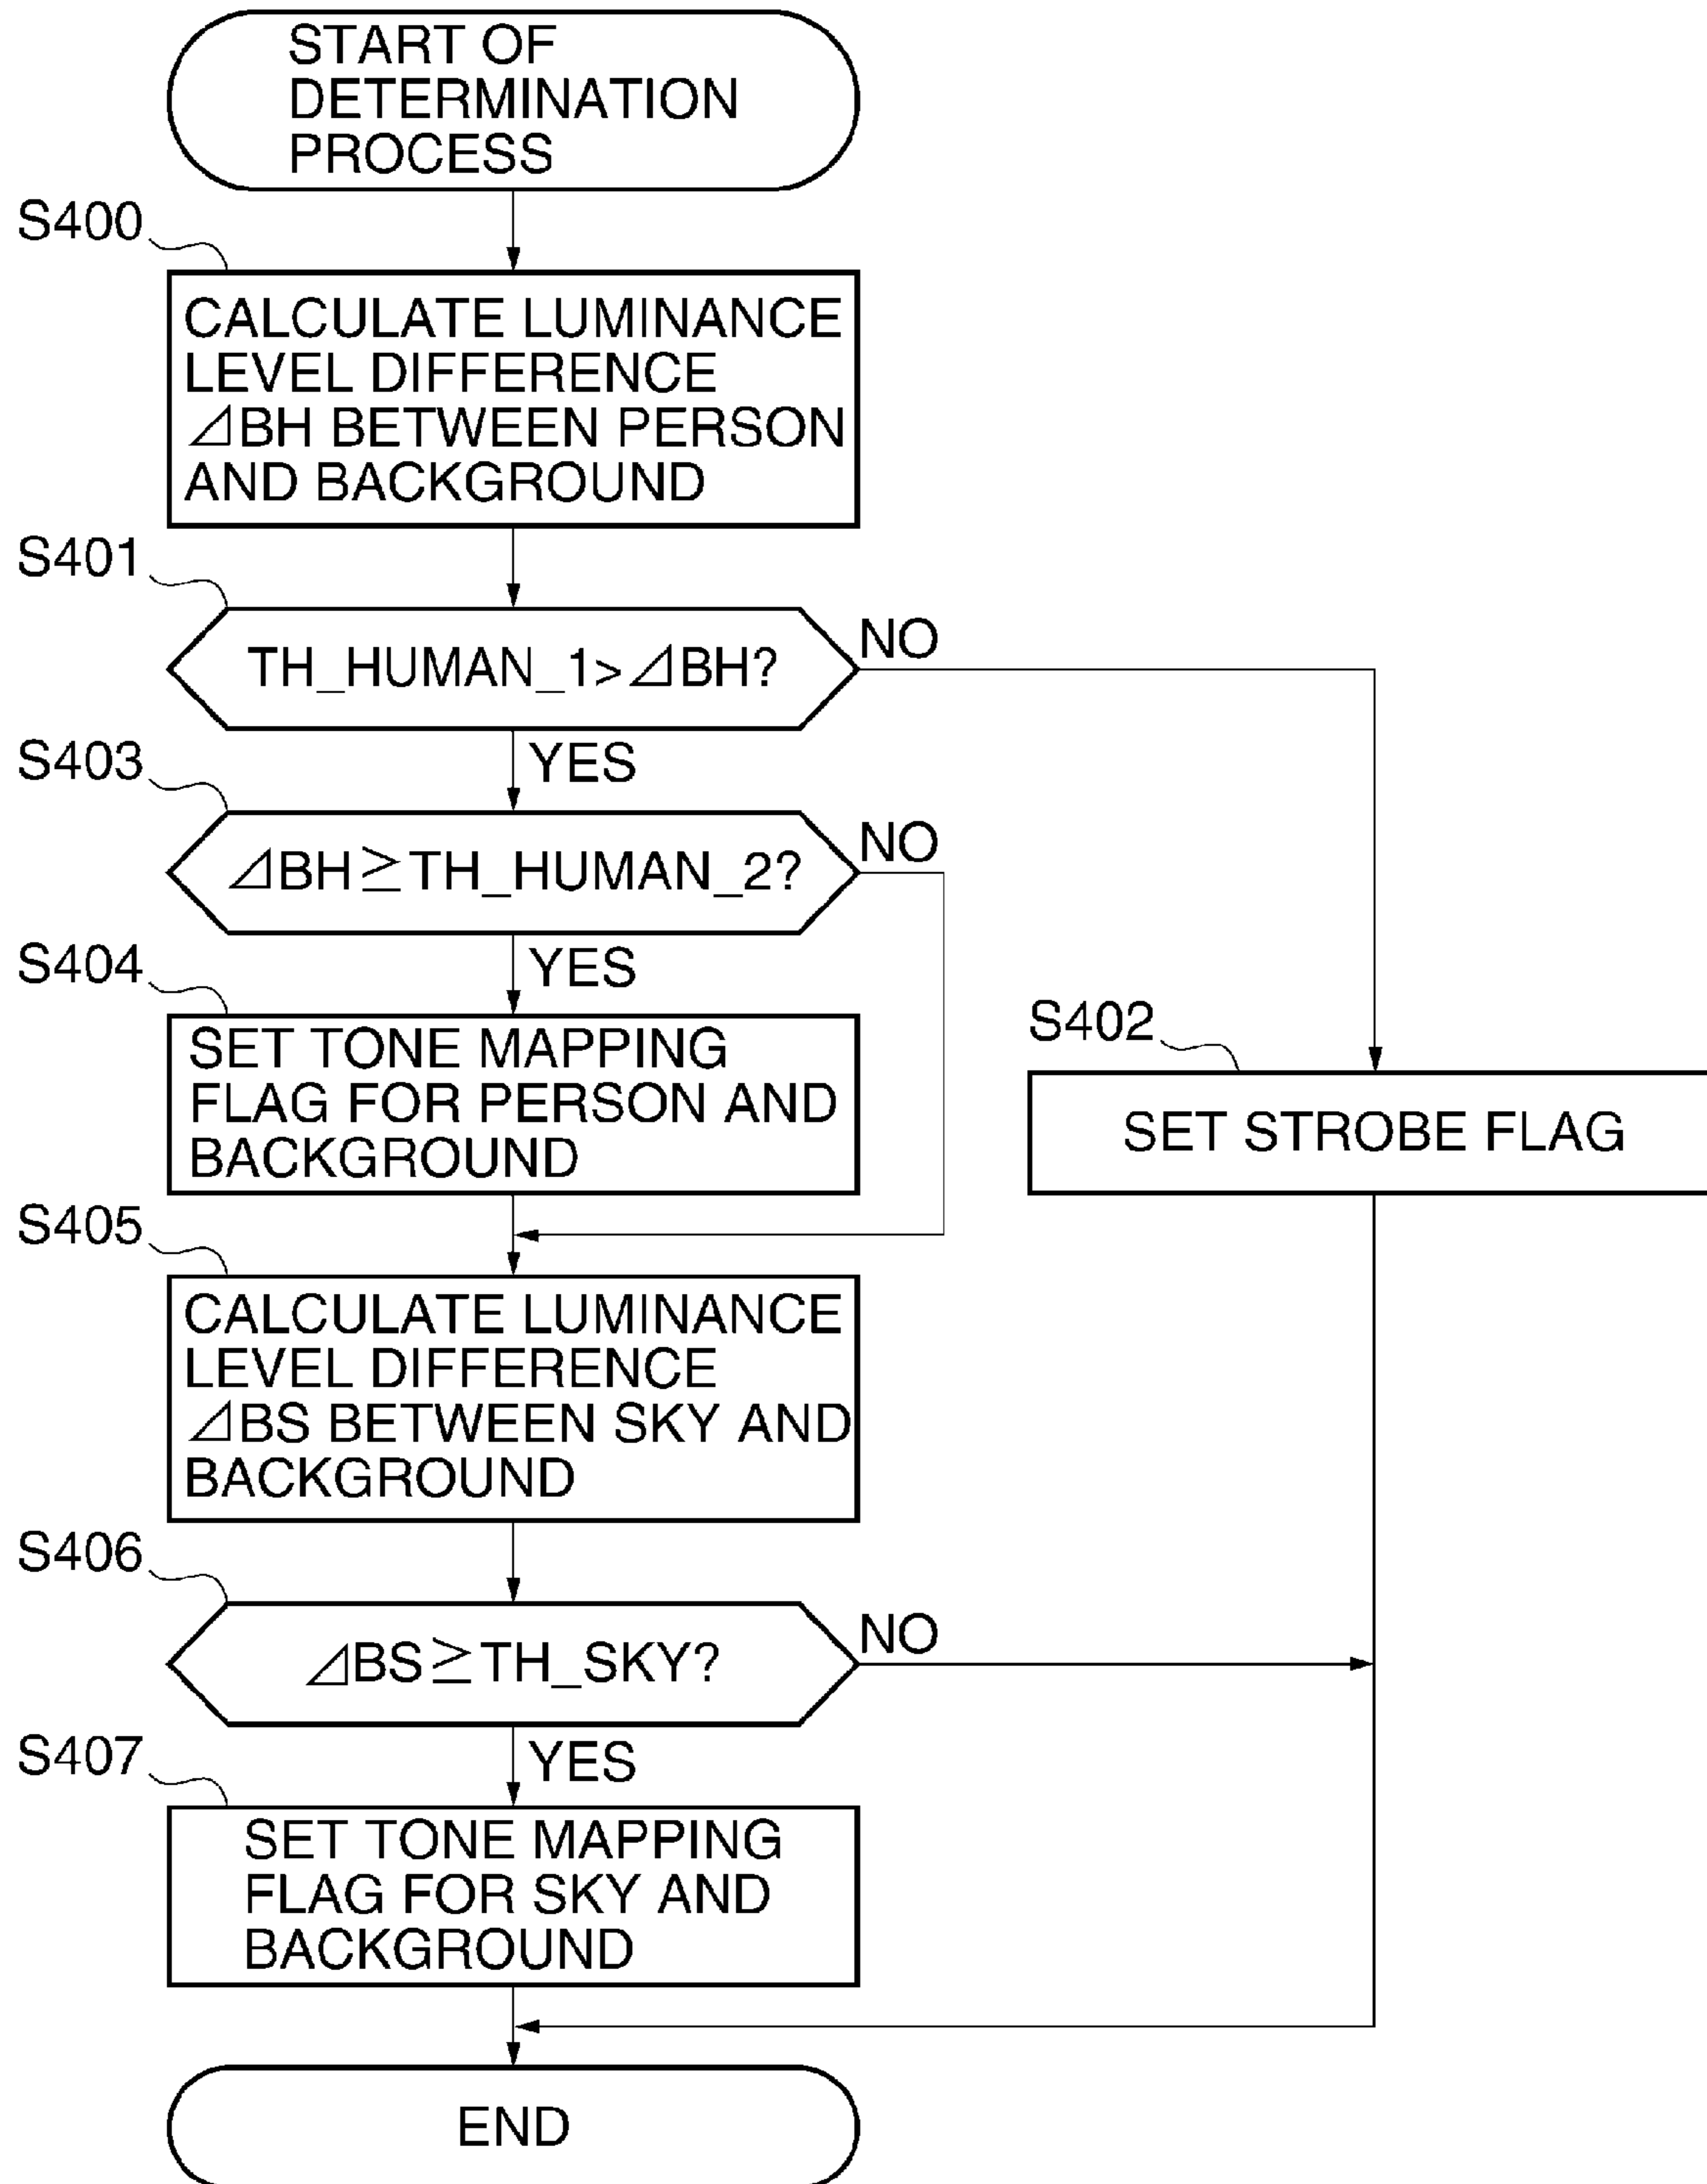 START OF
DETERMINATION
PROCESS
S400
CALCULATE LUMINANCE
LEVEL DIFFERENCE
⊿BH BETWEEN PERSON
AND BACKGROUND
S401
TH_HUMAN_1>⊿BH?
NO
YES
S403
⊿BH≧TH_HUMAN_2?
NO
YES
S404
SET TONE MAPPING
FLAG FOR PERSON AND
BACKGROUND
S402
SET STROBE FLAG
S405
CALCULATE LUMINANCE
LEVEL DIFFERENCE
⊿BS BETWEEN SKY AND
BACKGROUND
S406
⊿BS≧TH_SKY?
NO
YES
S407
SET TONE MAPPING
FLAG FOR SKY AND
BACKGROUND
END